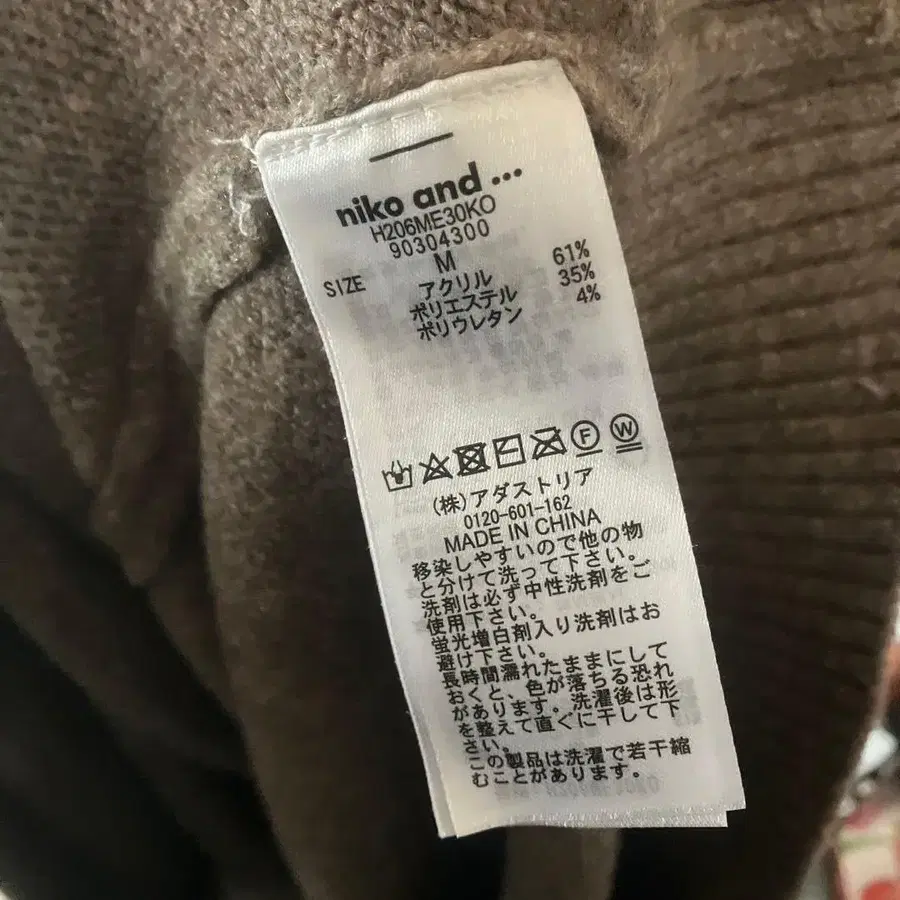 niko and ...
H206ME30KO
90304300
SIZE M
アクリル 61%
ポリエステル 35%
ポリウレタン 4%
F W
(株)アダストリア
0120-601-162
MADE IN CHINA
移染しやすいので他の物
と分けて洗って下さい。
洗剤は必ず中性洗剤をご
使用下さい。
蛍光増白剤入り洗剤はお
避け下さい。
長時間濡れたままにして
おくと、色が落ちる恐れ
があります。洗濯後は形
を整えて直ぐに干して下
さい。
この製品は洗濯で若干縮
むことがあります。